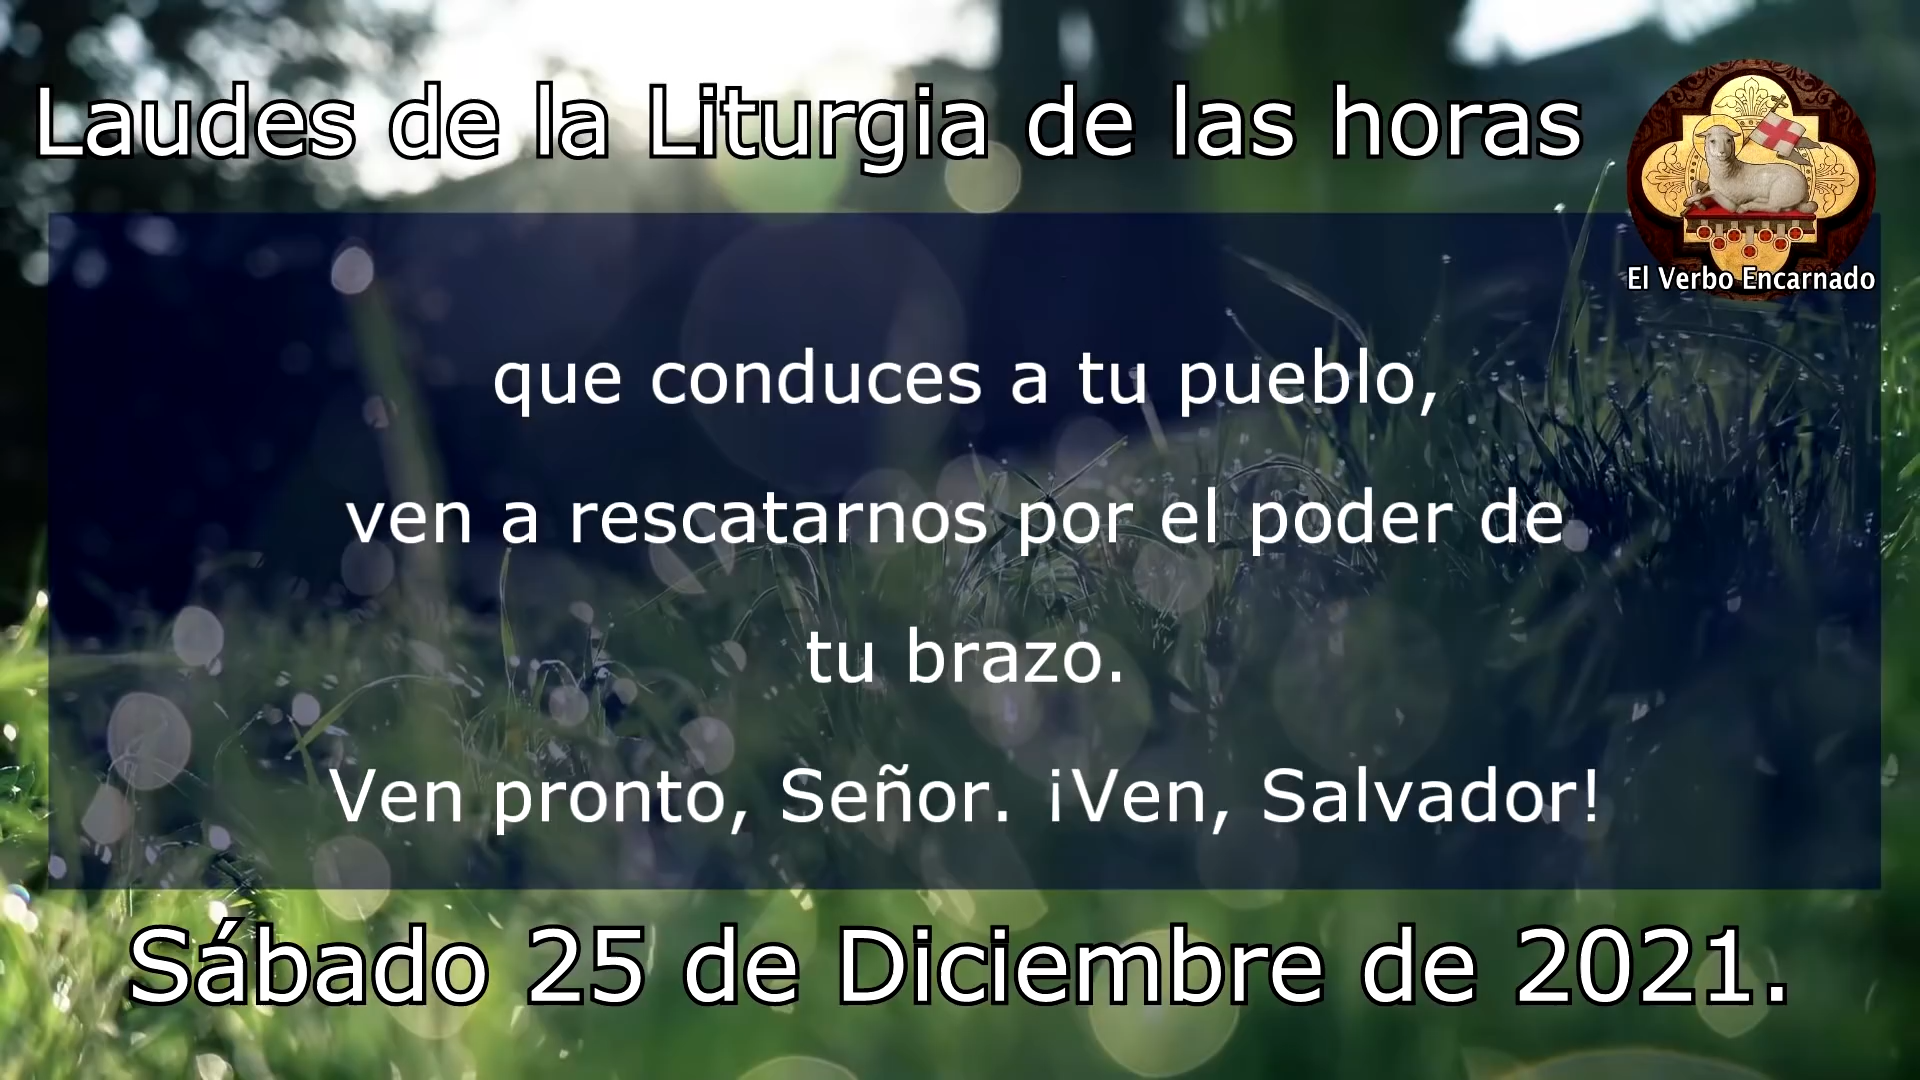 Laudes de la Liturgia de las horas
El Verbo Encarnado
que conduces a tu pueblo,
ven a rescatarnos por el poder de
tu brazo.
Ven pronto, Señor. ¡Ven, Salvador!
Sábado 25 de Diciembre de 2021.